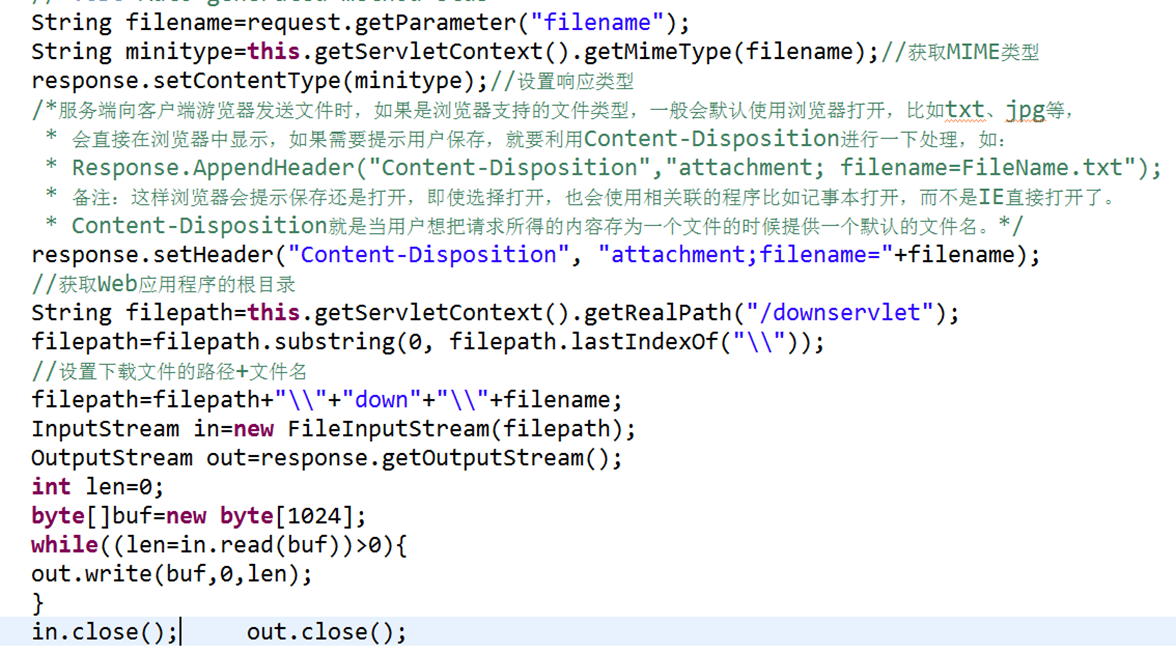 String filename=request.getParameter("filename");
String minitype=this.getServletContext().getMimeType(filename);//获取MIME类型
response.setContentType(minitype);//设置响应类型
/*服务端向客户端游览器发送文件时，如果是浏览器支持的文件类型，一般会默认使用浏览器打开，比如txt、jpg等，
* 会直接在浏览器中显示，如果需要提示用户保存，就要利用Content-Disposition进行一下处理，如：
* Response.AppendHeader("Content-Disposition","attachment; filename=FileName.txt");
* 备注：这样浏览器会提示保存还是打开，即使选择打开，也会使用相关联的程序比如记事本打开，而不是IE直接打开了。
* Content-Disposition就是当用户想把请求所得的内容存为一个文件的时候提供一个默认的文件名。*/
response.setHeader("Content-Disposition", "attachment;filename="+filename);
//获取Web应用程序的根目录
String filepath=this.getServletContext().getRealPath("/downservlet");
filepath=filepath.substring(0, filepath.lastIndexOf("\\"));
//设置下载文件的路径+文件名
filepath=filepath+"\\"+"down"+"\\"+filename;
InputStream in=new FileInputStream(filepath);
OutputStream out=response.getOutputStream();
int len=0;
byte[]buf=new byte[1024];
while((len=in.read(buf))>0){
out.write(buf,0,len);
}
in.close();     out.close();